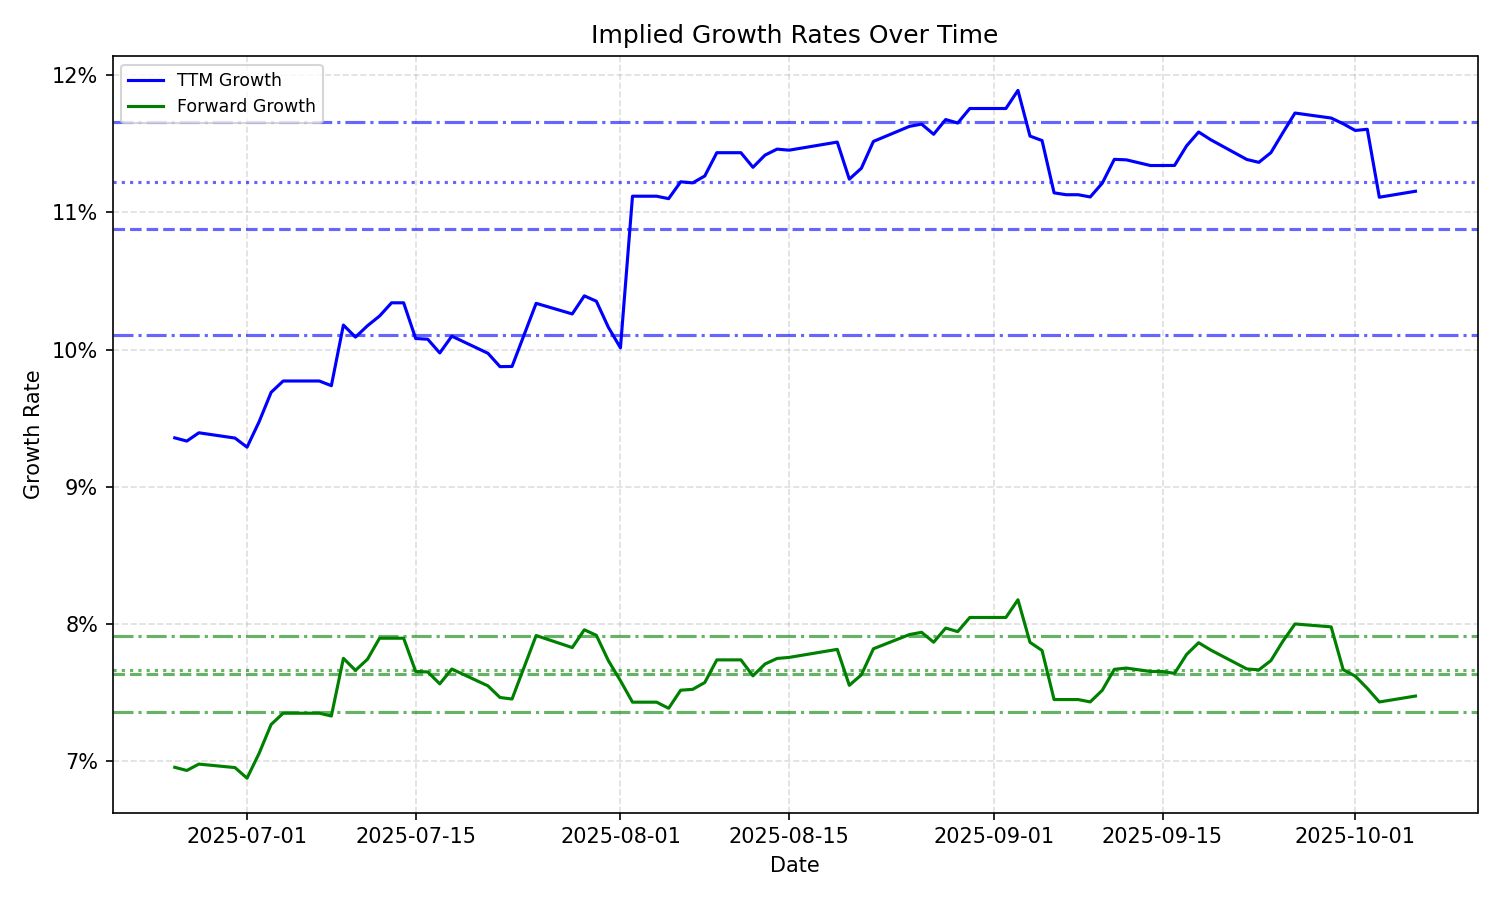 Implied Growth Rates Over Time
TTM Growth
Forward Growth
Growth Rate
12%
11%
10%
9%
8%
7%
2025-07-01
2025-07-15
2025-08-01
2025-08-15
2025-09-01
2025-09-15
2025-10-01
Date